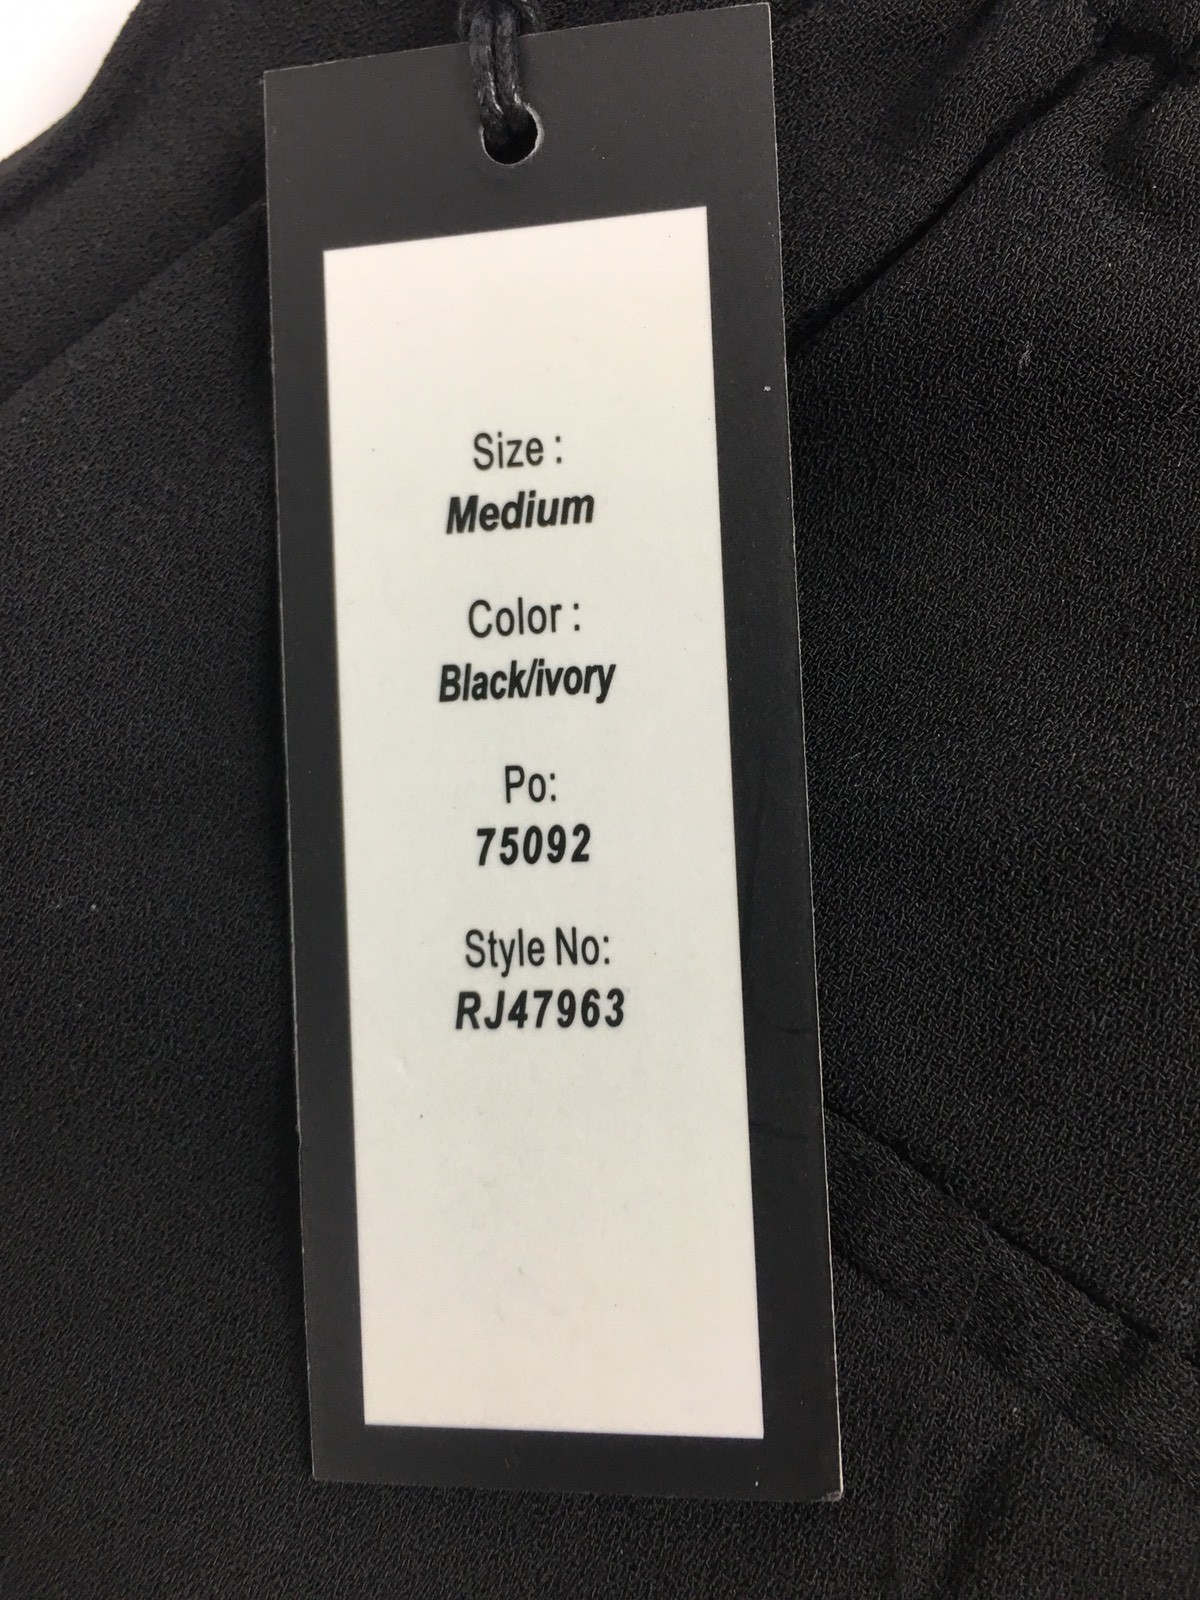 Size :
Medium
Color :
Black/ivory
Po:
75092
Style No:
RJ47963